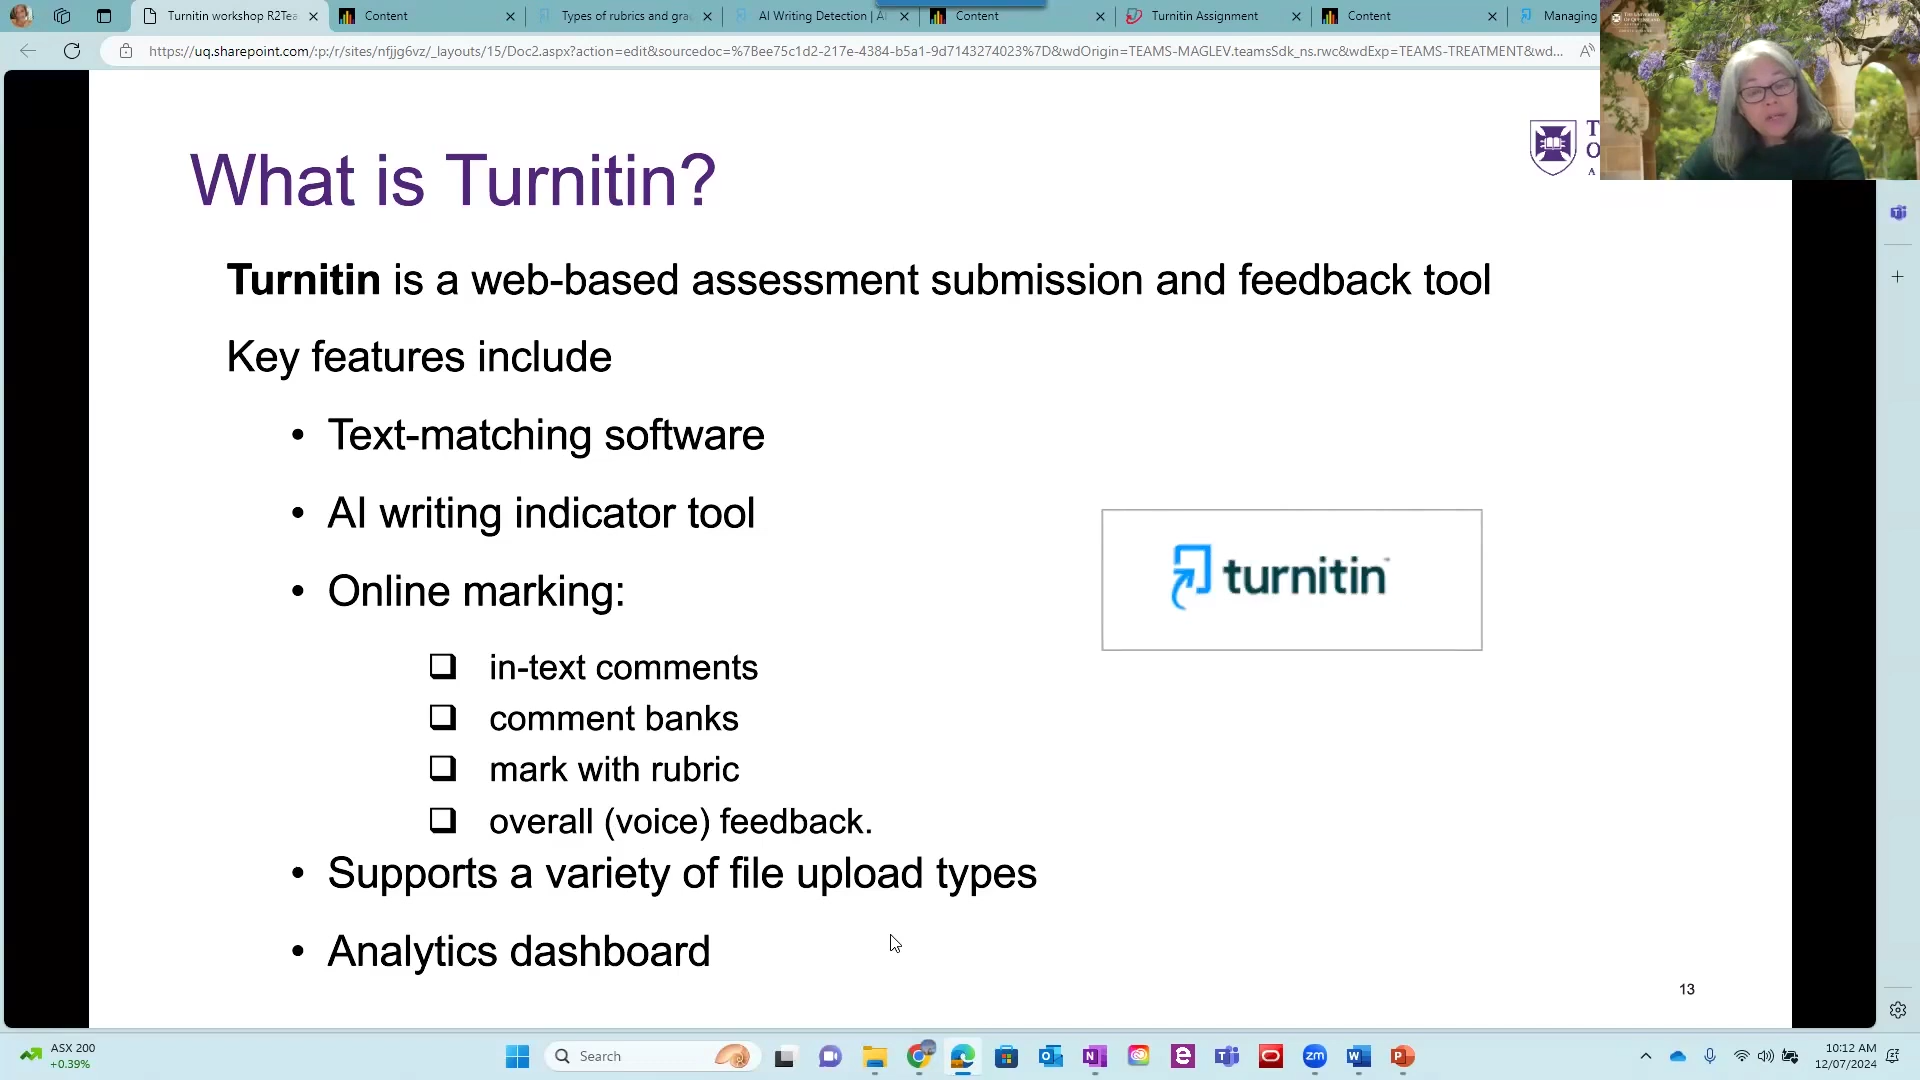 Turnitin workshop R2Tea
Content
Types of rubrics and gra
AI Writing Detection | A
Content
Turnitin Assignment
Content
Managing
https://uq.sharepoint.com/:p:/r/sites/nfjjg6vz/_layouts/15/Doc2.aspx?action=edit&sourcedoc=%7Bee75c1d2-217e-4384-b5a1-9d7143274023%7D&wdOrigin=TEAMS-MAGLEV.teamsSdk_ns.rwc&wdExp=TEAMS-TREATMENT&wd...
What is Turnitin?
Turnitin is a web-based assessment submission and feedback tool
Key features include
• Text-matching software
• AI writing indicator tool
• Online marking:
❑ in-text comments
❑ comment banks
❑ mark with rubric
❑ overall (voice) feedback.
• Supports a variety of file upload types
• Analytics dashboard
turnitin
13
ASX 200
+0.39%
Search
10:12 AM
12/07/2024